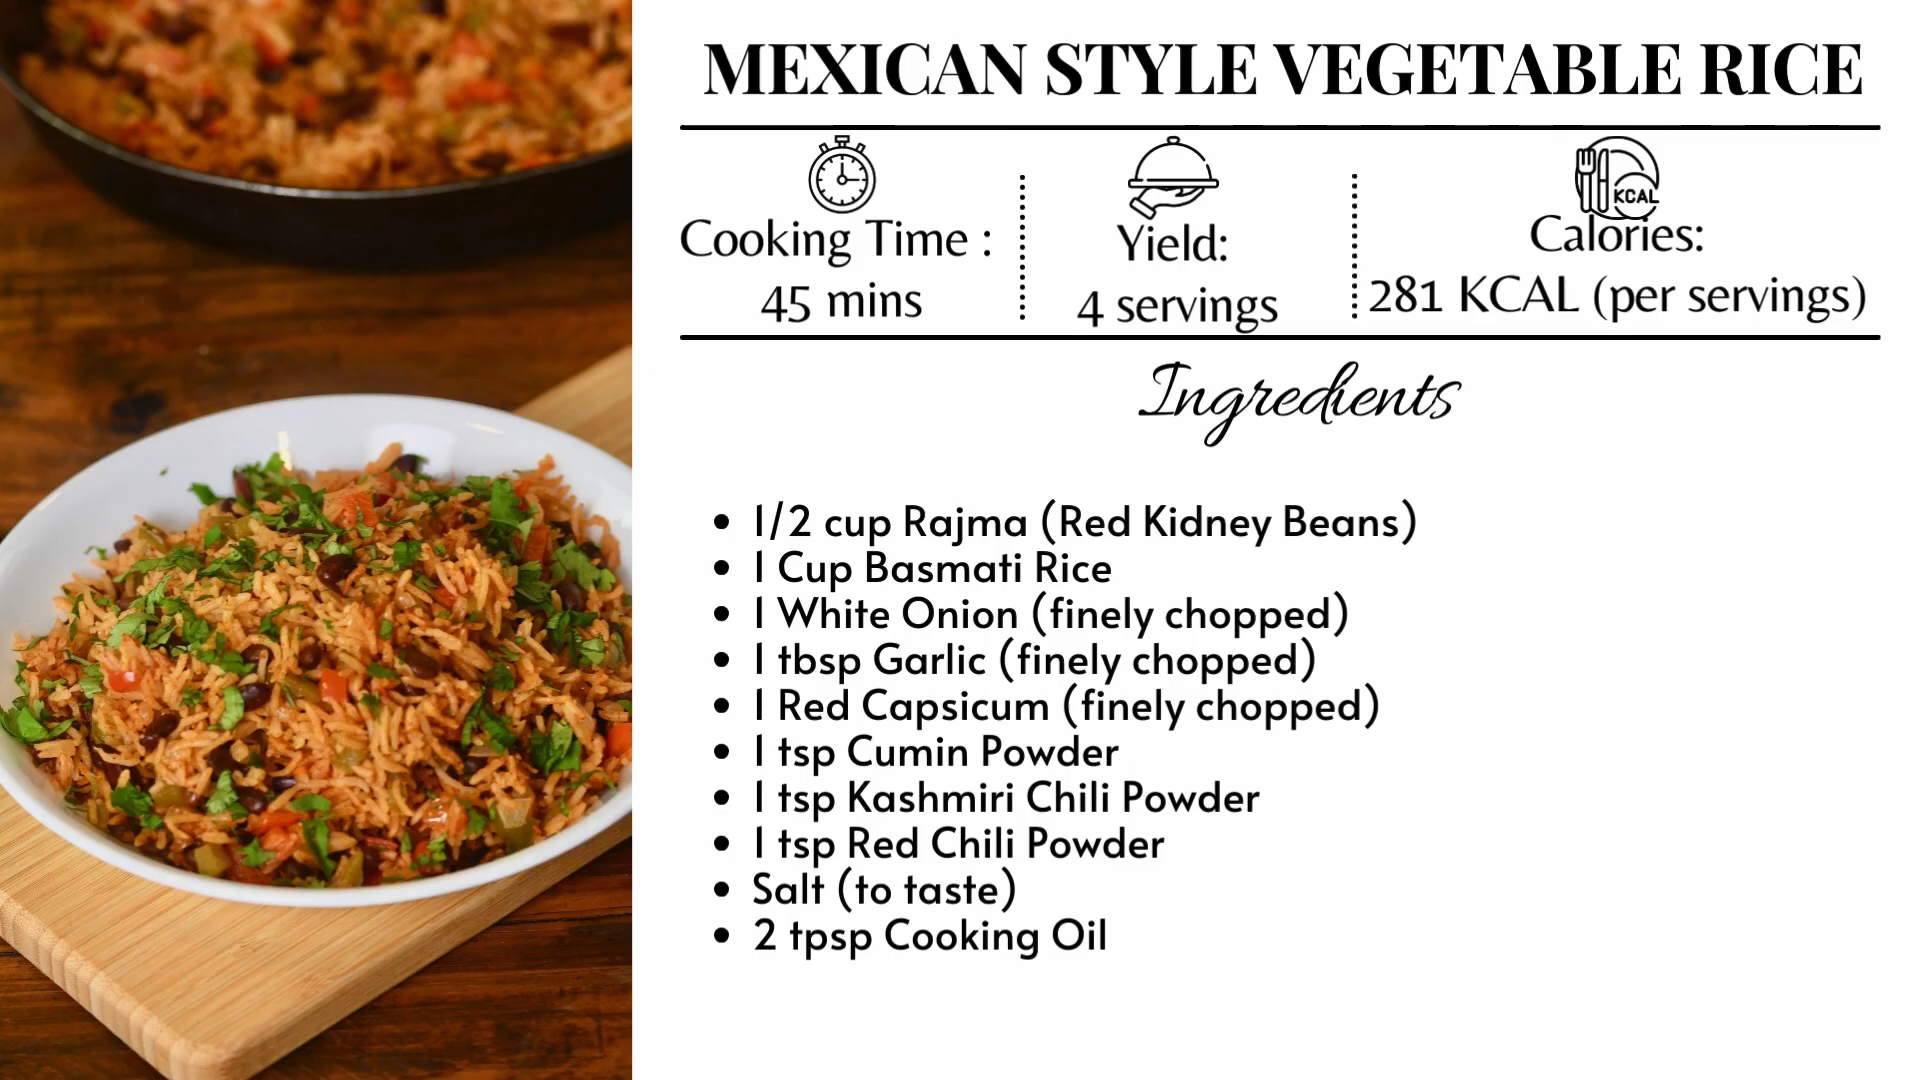 MEXICAN STYLE VEGETABLE RICE
Cooking Time :
45 mins
Yield:
4 servings
KCAL
Calories:
281 KCAL (per servings)
Ingredients
1/2 cup Rajma (Red Kidney Beans)
1 Cup Basmati Rice
1 White Onion (finely chopped)
1 tbsp Garlic (finely chopped)
1 Red Capsicum (finely chopped)
1 tsp Cumin Powder
1 tsp Kashmiri Chili Powder
1 tsp Red Chili Powder
Salt (to taste)
2 tpsp Cooking Oil